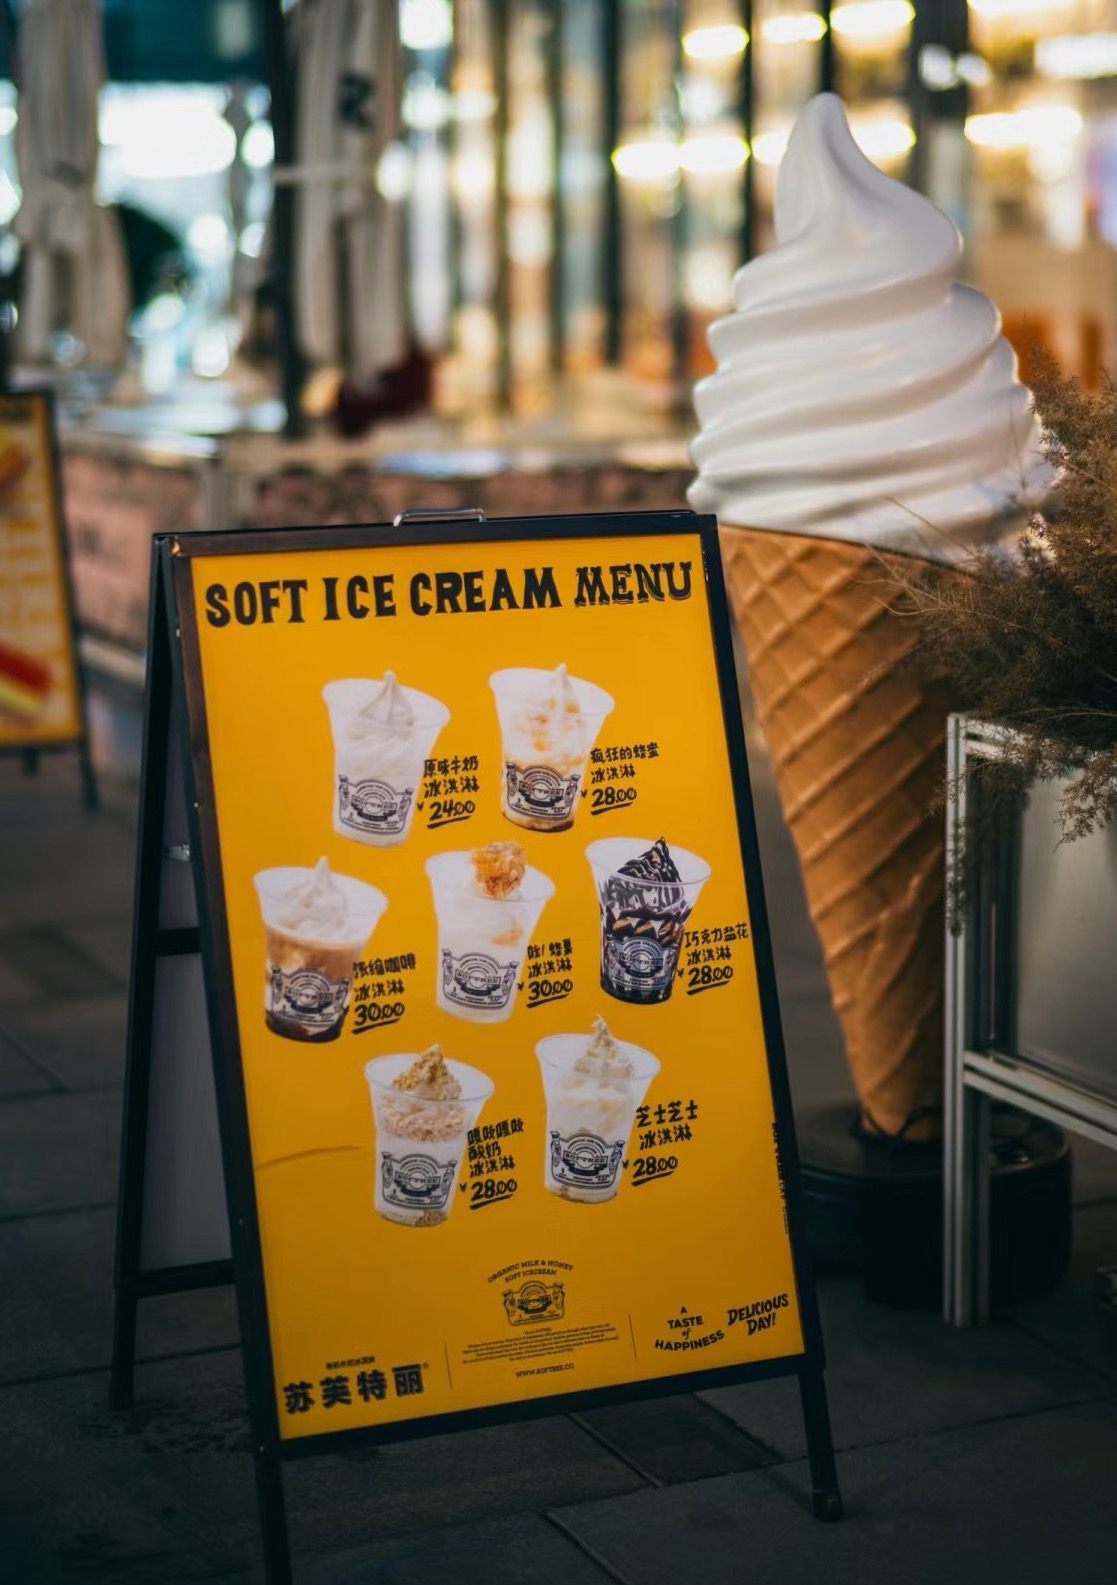 SOFT ICE CREAM MENU
原味牛奶
冰淇淋
¥ 24.00
疯狂的蜂蜜
冰淇淋
¥ 28.00
浓缩咖啡
冰淇淋
¥ 30.00
哇!蜂巢
冰淇淋
¥ 30.00
巧克力盐花
冰淇淋
¥ 28.00
嘎吱嘎吱
酸奶
冰淇淋
¥ 28.00
芝士芝士
冰淇淋
¥ 28.00
ORGANIC MILK & HONEY
SOFT ICECREAM
苏芙特丽
WWW.SOFTREE.CO
A
TASTE
of
HAPPINESS
DELICIOUS
DAY!